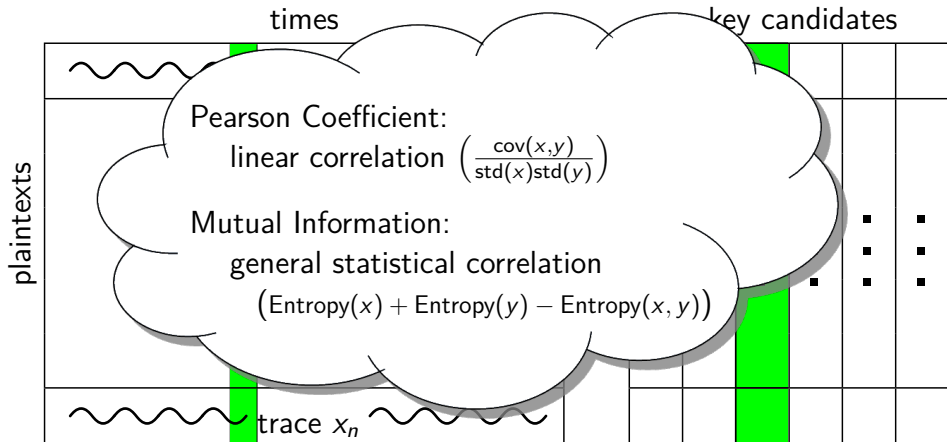 times
key candidates
plaintexts
Pearson Coefficient:
linear correlation (cov(x,y) / std(x)std(y))
Mutual Information:
general statistical correlation
(Entropy(x) + Entropy(y) − Entropy(x, y))
trace xₙ